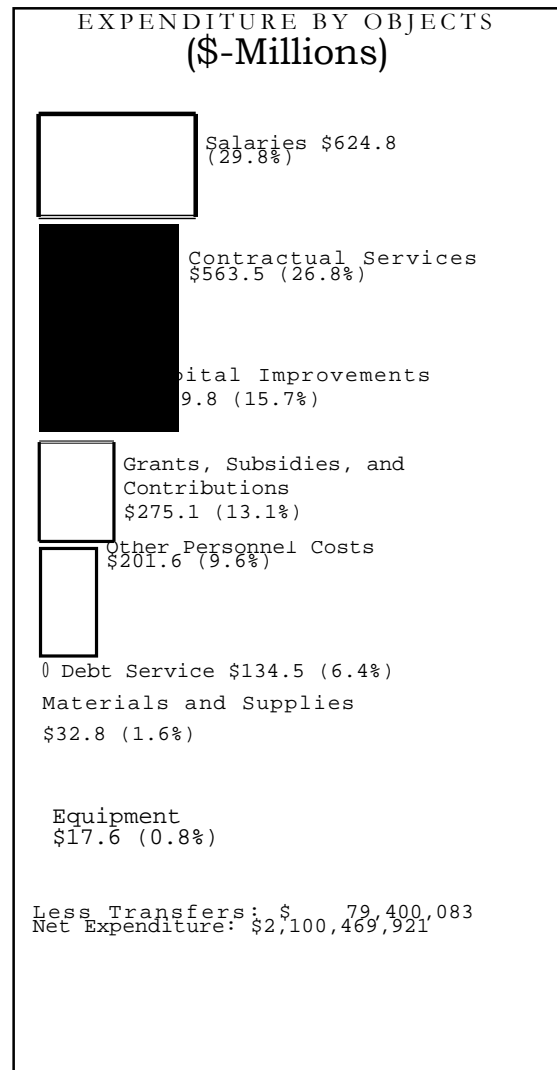 EXPENDITURE BY OBJECTS
($-Millions)
Salaries $624.8
(29.8%)
Contractual Services
$563.5 (26.8%)
Improvements
(15.7%)
Grants, Subsidies, and
Contributions
$275.1 (13.1%)
Other Personnel Costs
$201.6 (9.6%)
Debt Service $134.5 (6.4%)
Materials and Supplies
$32.8 (1.6%)
Equipment
$17.6 (0.8%)
Less Transfers: $ 79,400,083
Net Expenditure: $2,100,469,921